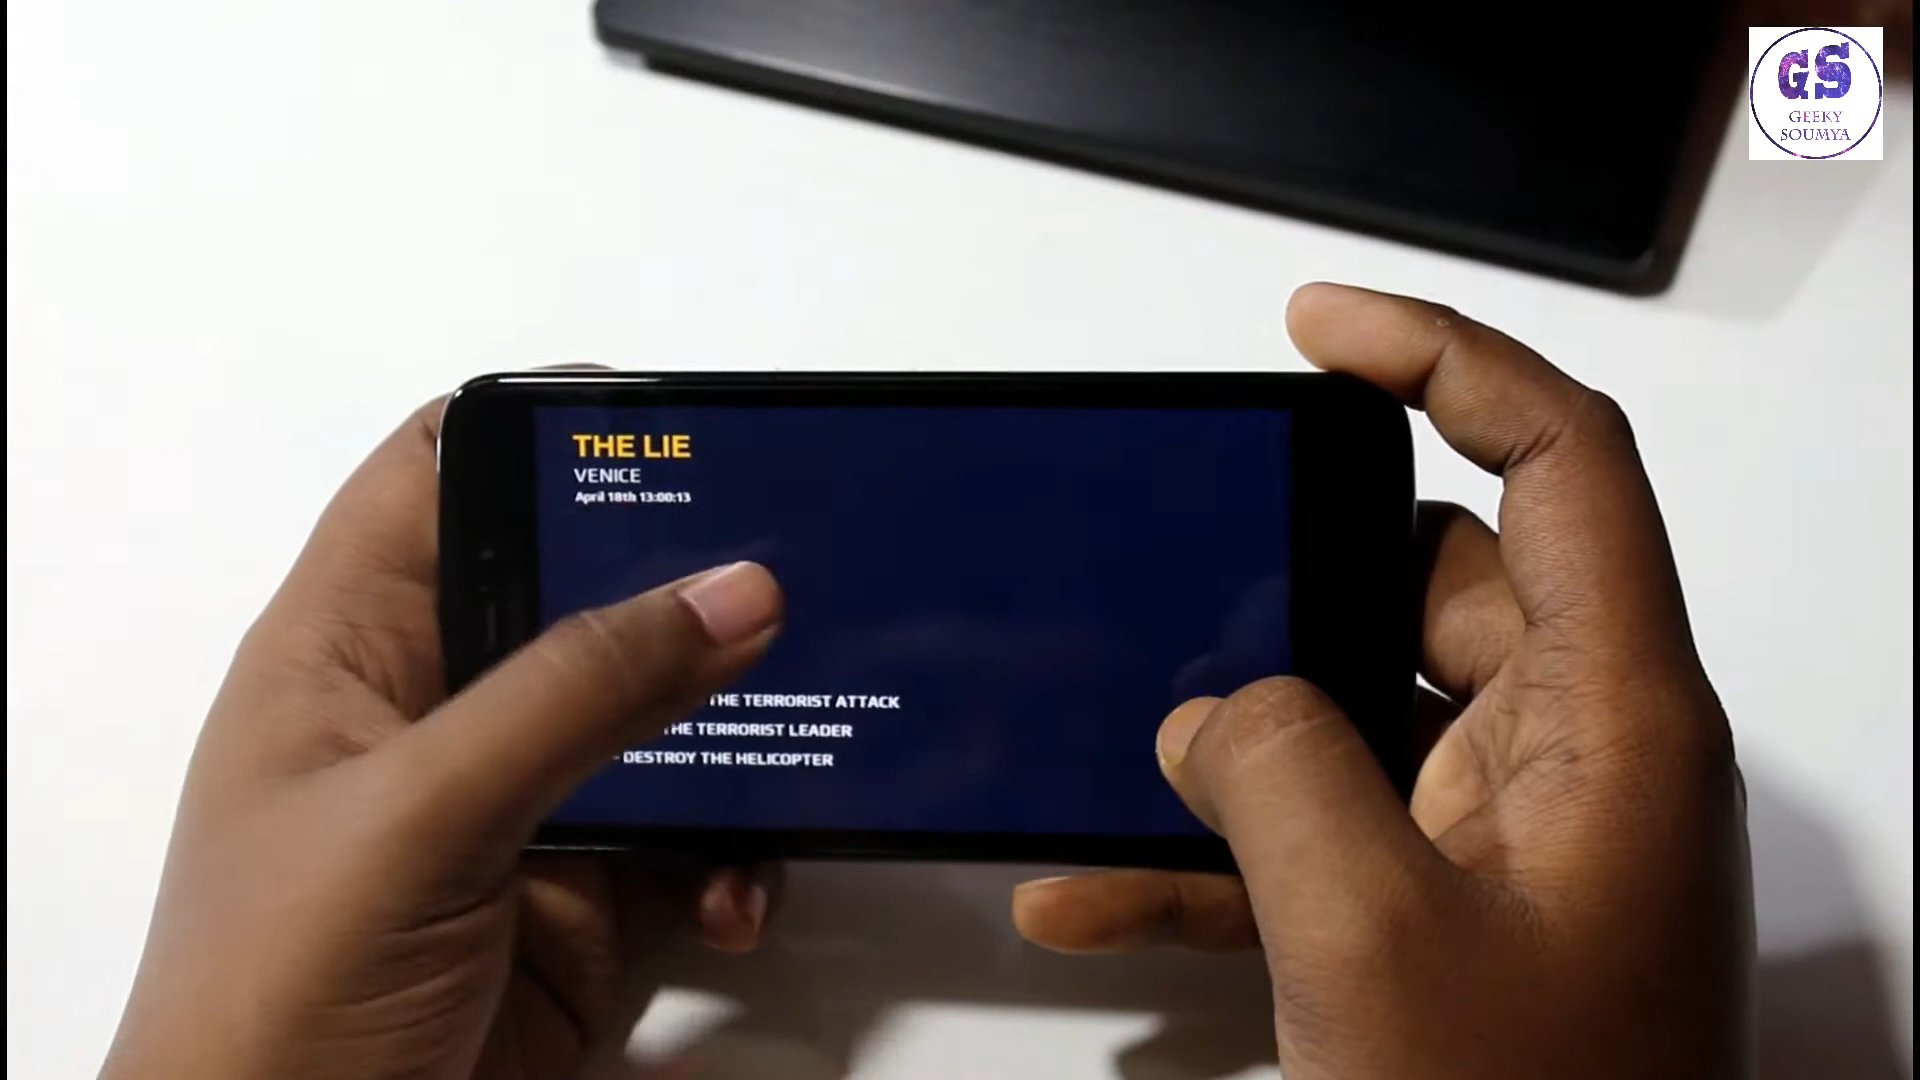 GS
GEEKY
SOUMYA
THE LIE
VENICE
April 18th 13:00:13
THE TERRORIST ATTACK
THE TERRORIST LEADER
- DESTROY THE HELICOPTER